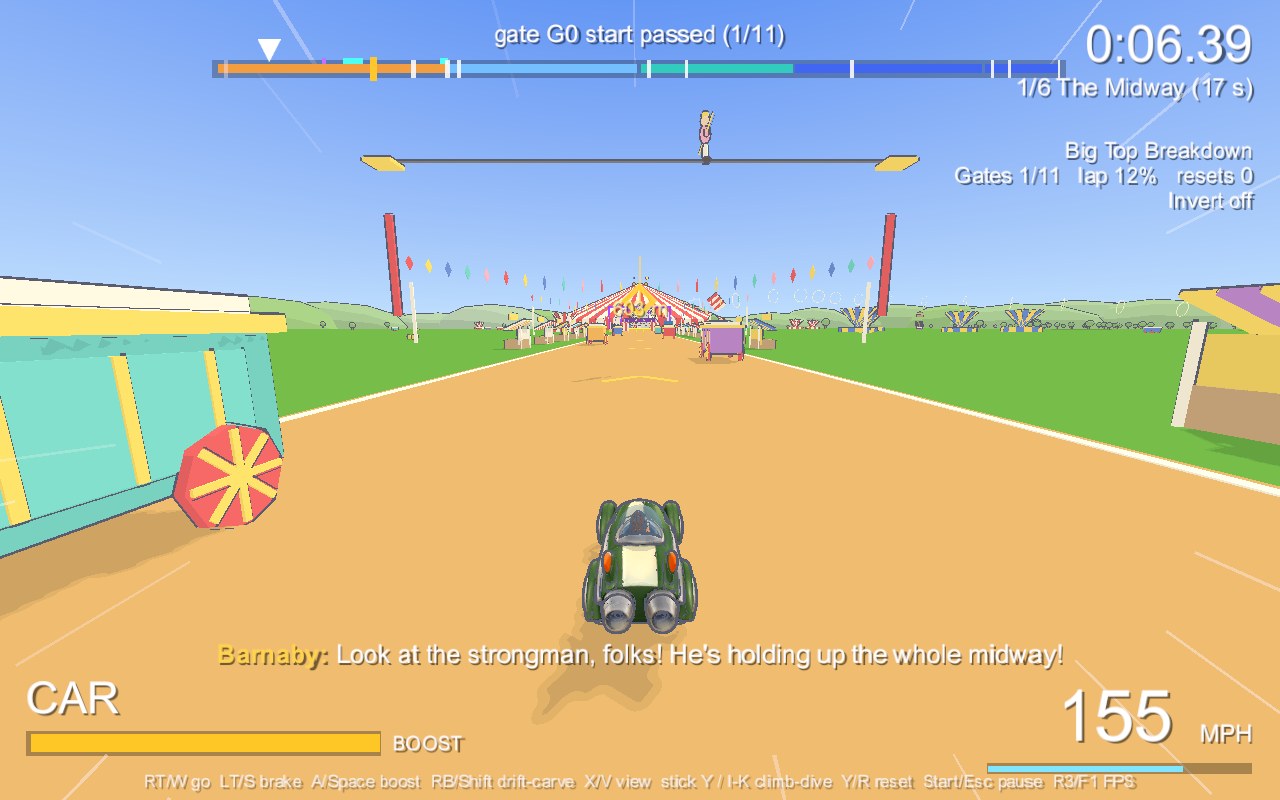 gate G0 start passed (1/11)
0:06.39
1/6 The Midway (17 s)
Big Top Breakdown
Gates 1/11 lap 12% resets 0
Invert off
Barnaby: Look at the strongman, folks! He's holding up the whole midway!
CAR
BOOST
155 MPH
RT/W go LT/S brake A/Space boost RB/Shift drift-carve X/V view stick Y / I-K climb-dive Y/R reset Start/Esc pause R3/F1 FPS